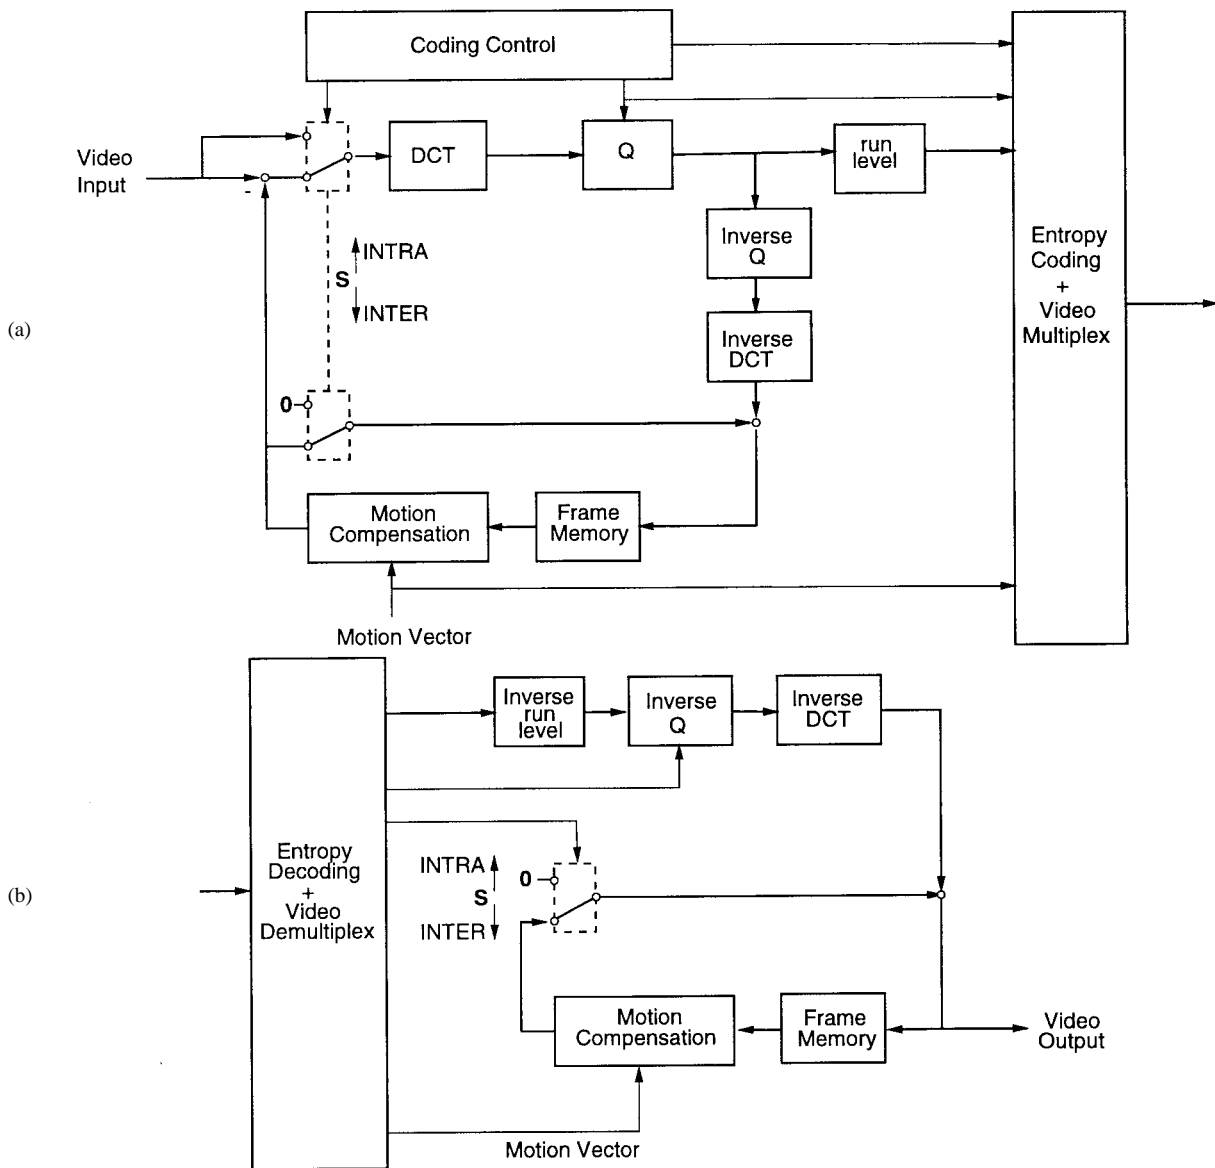 Coding Control
Video
Input
DCT
Q
run
level
-
Inverse
Q
S
INTRA
INTER
Inverse
DCT
Entropy
Coding
+
Video
Multiplex
(a)
0
Motion
Compensation
Frame
Memory
Motion Vector
Inverse
run
level
Inverse
Q
Inverse
DCT
Entropy
Decoding
+
Video
Demultiplex
INTRA
S
INTER
0
(b)
Motion
Compensation
Frame
Memory
Video
Output
Motion Vector